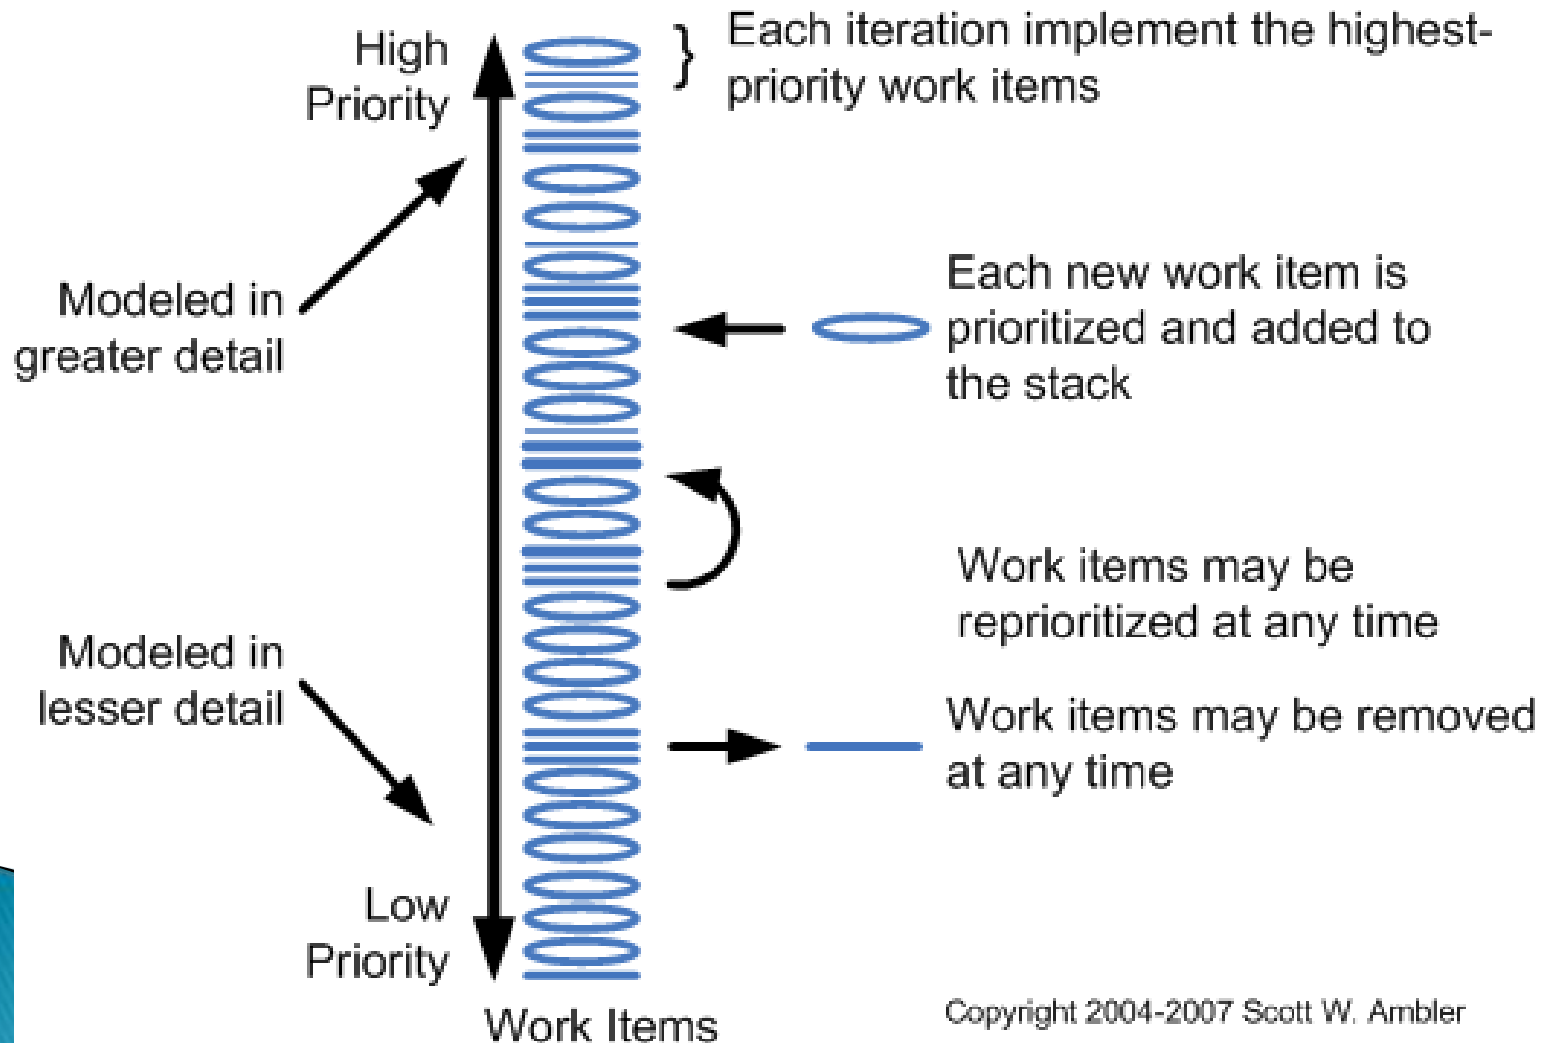 High
Priority
Each iteration implement the highest-
priority work items
Modeled in
greater detail
Each new work item is
prioritized and added to
the stack
Work items may be
reprioritized at any time
Modeled in
lesser detail
Work items may be removed
at any time
Low
Priority
Work Items
Copyright 2004-2007 Scott W. Ambler